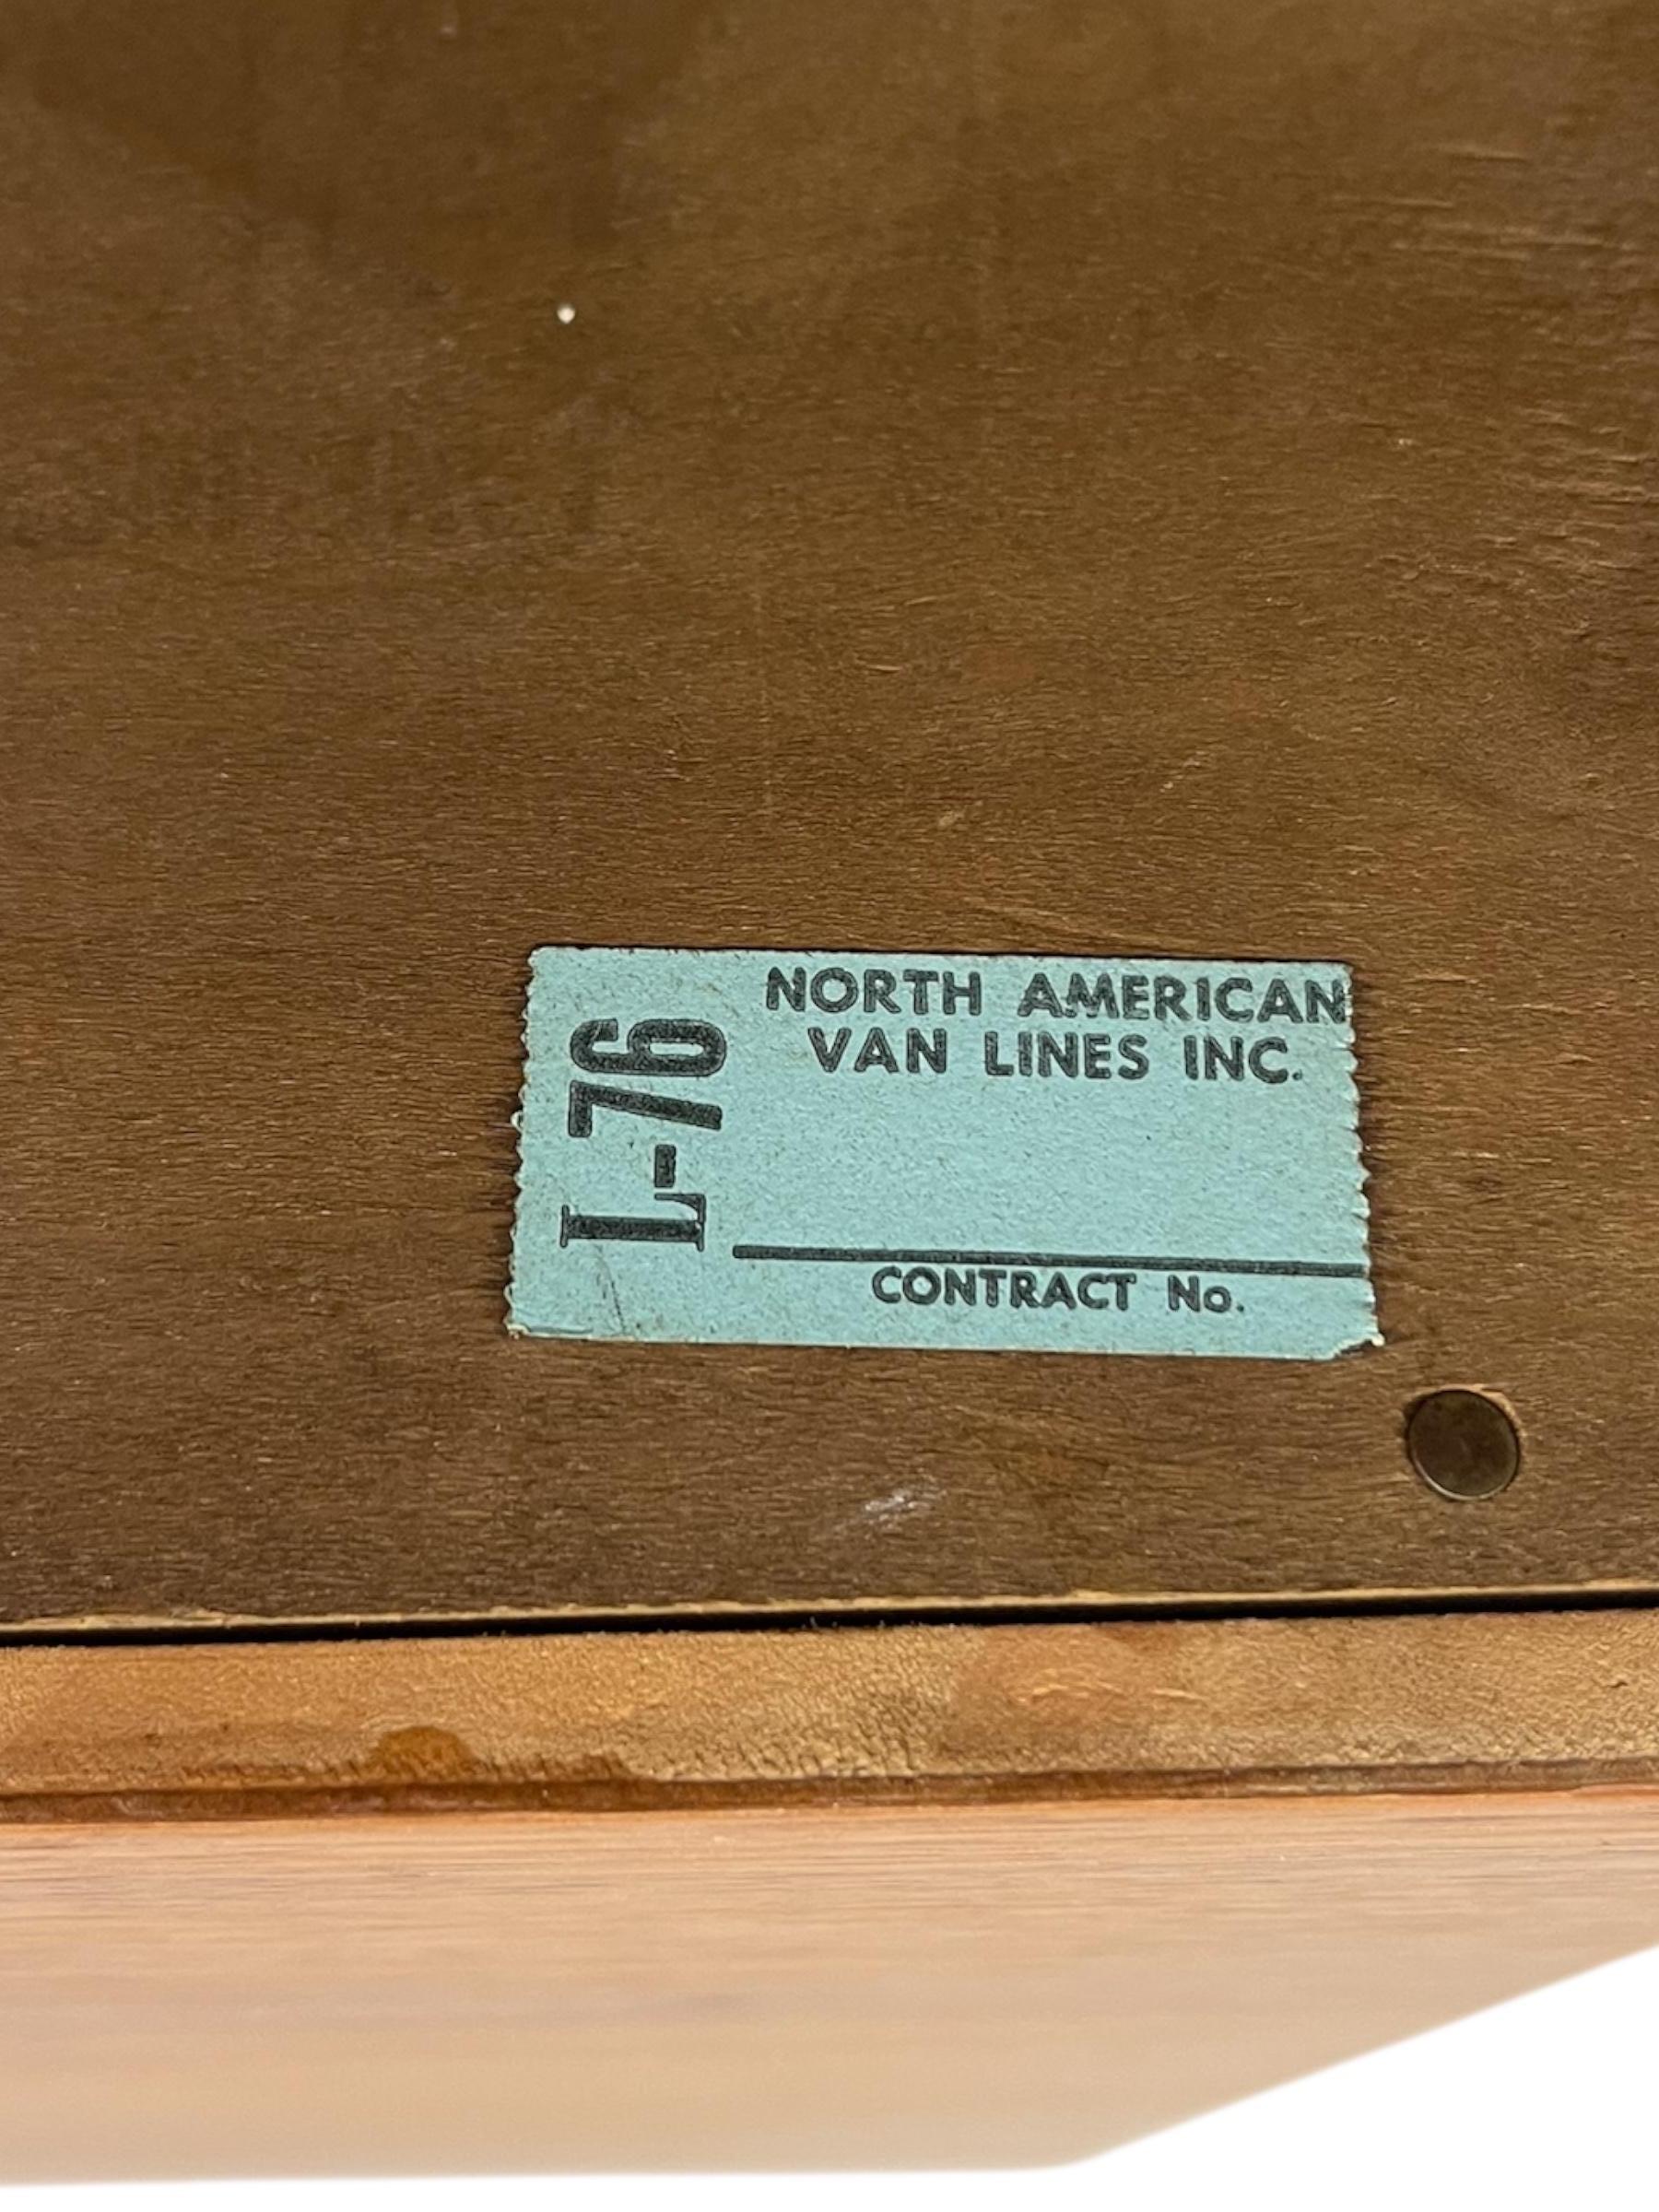 L-76
NORTH AMERICAN
VAN LINES INC.
CONTRACT No.